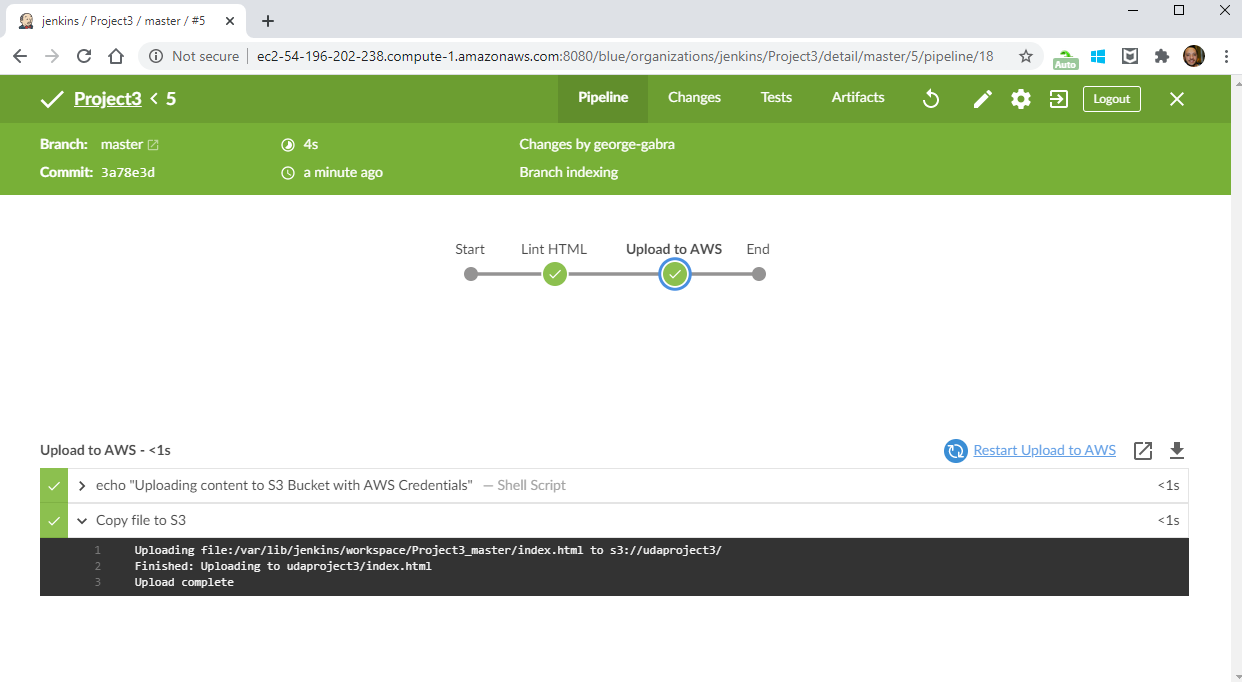 jenkins / Project3 / master / #5
Not secure ec2-54-196-202-238.compute-1.amazonaws.com:8080/blue/organizations/jenkins/Project3/detail/master/5/pipeline/18
Auto
Project3 < 5 Pipeline Changes Tests Artifacts Logout
Branch: master 4s Changes by george-gabra
Commit: 3a78e3d a minute ago Branch indexing
Start Lint HTML Upload to AWS End
Upload to AWS - <1s Restart Upload to AWS
echo "Uploading content to S3 Bucket with AWS Credentials" — Shell Script <1s
Copy file to S3 <1s
1 Uploading file:/var/lib/jenkins/workspace/Project3_master/index.html to s3://udaproject3/
2 Finished: Uploading to udaproject3/index.html
3 Upload complete